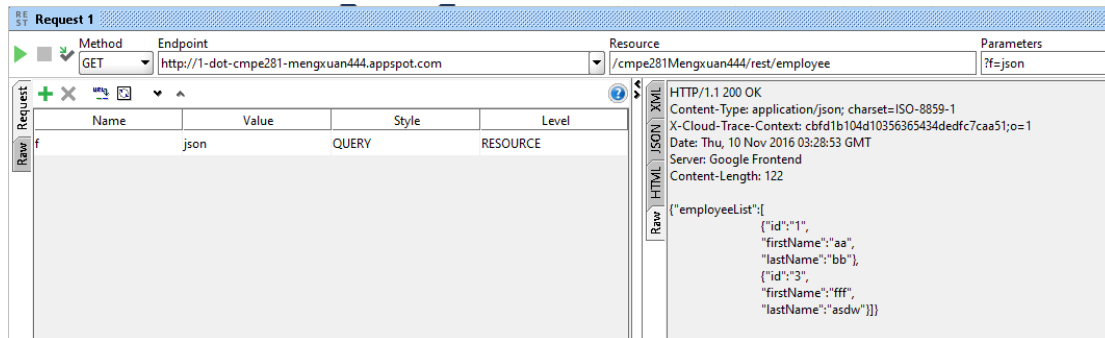 RE ST Request 1
Method Endpoint Resource Parameters
GET http://1-dot-cmpe281-mengxuan444.appspot.com /cmpe281Mengxuan444/rest/employee ?f=json
Request
Raw
Name Value Style Level
f json QUERY RESOURCE
XML
JSON
HTML
Raw
HTTP/1.1 200 OK
Content-Type: application/json; charset=ISO-8859-1
X-Cloud-Trace-Context: cbfd1b104d10356365434dedfc7caa51;o=1
Date: Thu, 10 Nov 2016 03:28:53 GMT
Server: Google Frontend
Content-Length: 122
{"employeeList":[
{"id":"1",
"firstName":"aa",
"lastName":"bb"},
{"id":"3",
"firstName":"fff",
"lastName":"asdw"}]}